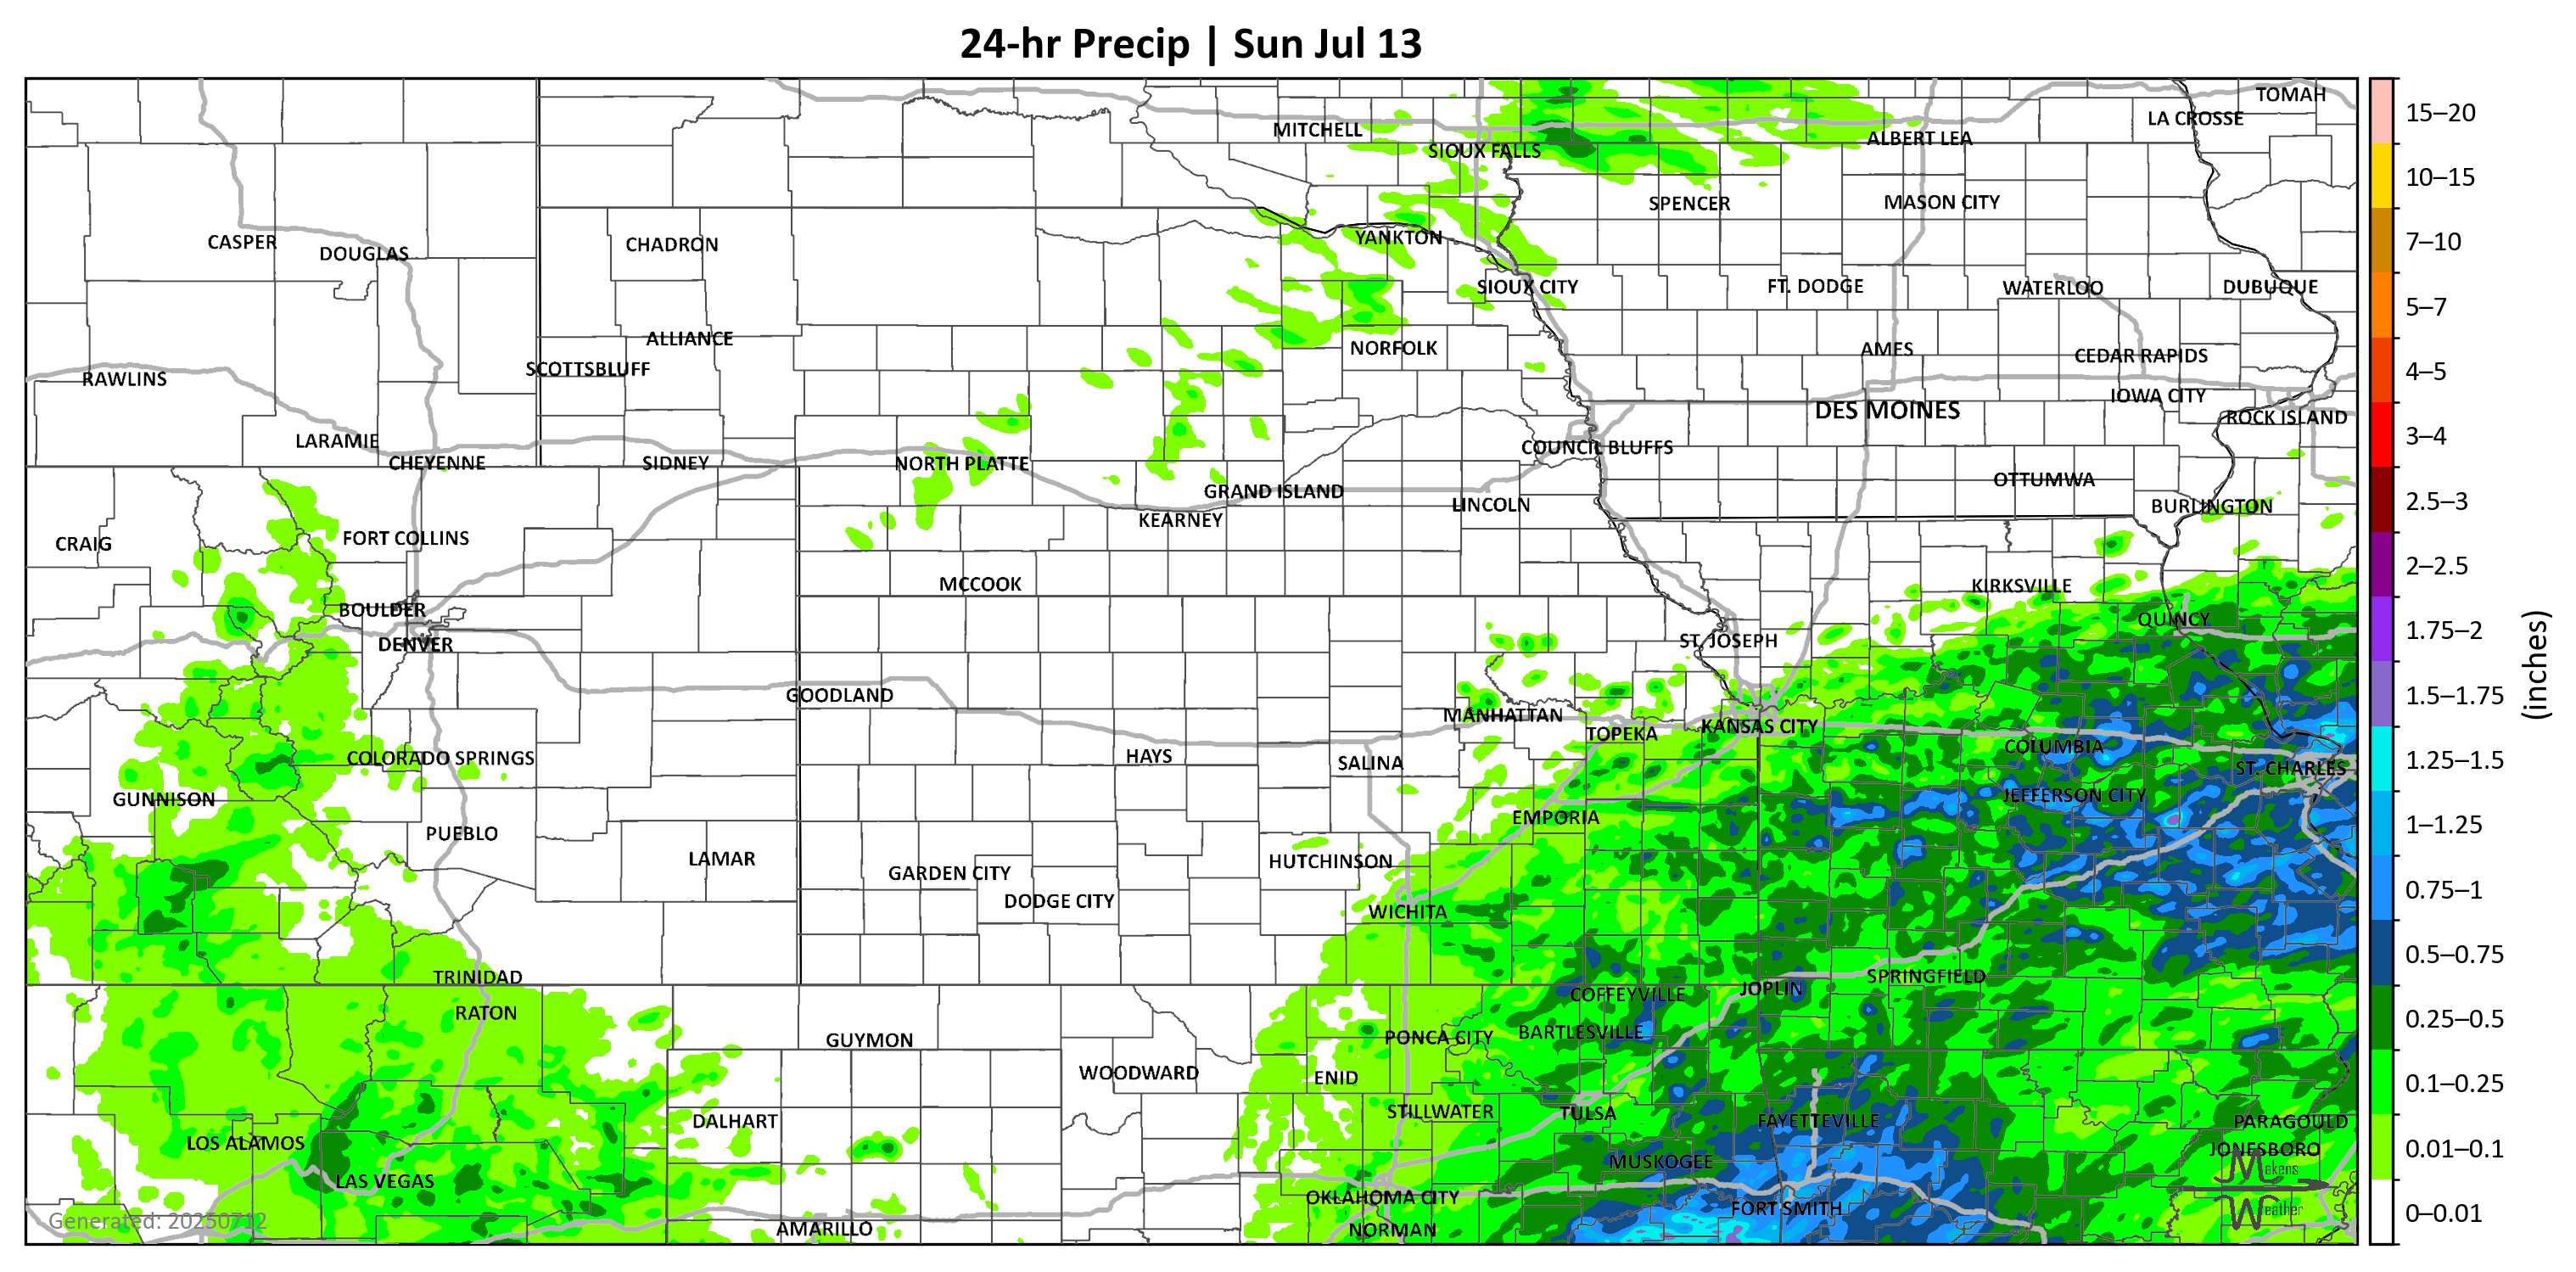 24-hr Precip | Sun Jul 13
TOMAH
LA CROSSE
MITCHELL
ALBERT LEA
SIOUX FALLS
SPENCER
MASON CITY
YANKTON
CASPER
CHADRON
DOUGLAS
SIOUX CITY
FT. DODGE
WATERLOO
DUBUQUE
ALLIANCE
NORFOLK
AMES
CEDAR RAPIDS
SCOTTSBLUFF
RAWLINS
IOWA CITY
DES MOINES
ROCK ISLAND
LARAMIE
COUNCIL BLUFFS
CHEYENNE
SIDNEY
NORTH PLATTE
OTTUMWA
GRAND ISLAND
LINCOLN
BURLINGTON
KEARNEY
FORT COLLINS
CRAIG
MCCOOK
KIRKSVILLE
BOULDER
QUINCY
DENVER
ST. JOSEPH
GOODLAND
MANHATTAN
KANSAS CITY
TOPEKA
COLUMBIA
COLORADO SPRINGS
HAYS
SALINA
ST. CHARLES
GUNNISON
JEFFERSON CITY
EMPORIA
PUEBLO
LAMAR
HUTCHINSON
GARDEN CITY
DODGE CITY
WICHITA
TRINIDAD
SPRINGFIELD
JOPLIN
COFFEYVILLE
RATON
BARTLESVILLE
GUYMON
PONCA CITY
WOODWARD
ENID
STILLWATER
TULSA
DALHART
FAYETTEVILLE
PARAGOULD
LOS ALAMOS
JONESBORO
MUSKOGEE
LAS VEGAS
OKLAHOMA CITY
FORT SMITH
AMARILLO
NORMAN
Generated: 20250712
Makens
Weather
15–20
10–15
7–10
5–7
4–5
3–4
2.5–3
2–2.5
1.75–2
1.5–1.75
1.25–1.5
1–1.25
0.75–1
0.5–0.75
0.25–0.5
0.1–0.25
0.01–0.1
0–0.01
(inches)